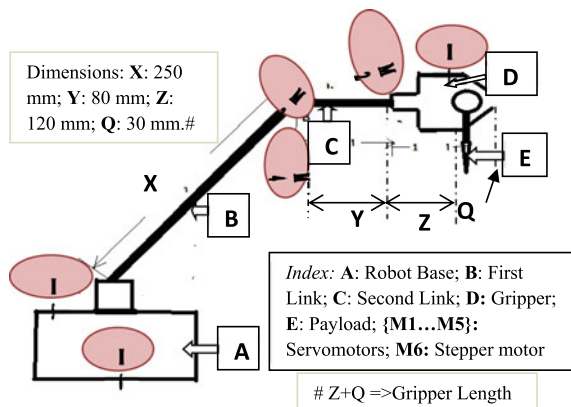 Dimensions: X: 250
mm; Y: 80 mm; Z:
120 mm; Q: 30 mm.#
I
D
C
E
X
B
Y
Z
Q
I
I
A
Index: A: Robot Base; B: First
Link; C: Second Link; D: Gripper;
E: Payload; {M1…M5}:
Servomotors; M6: Stepper motor
# Z+Q =>Gripper Length